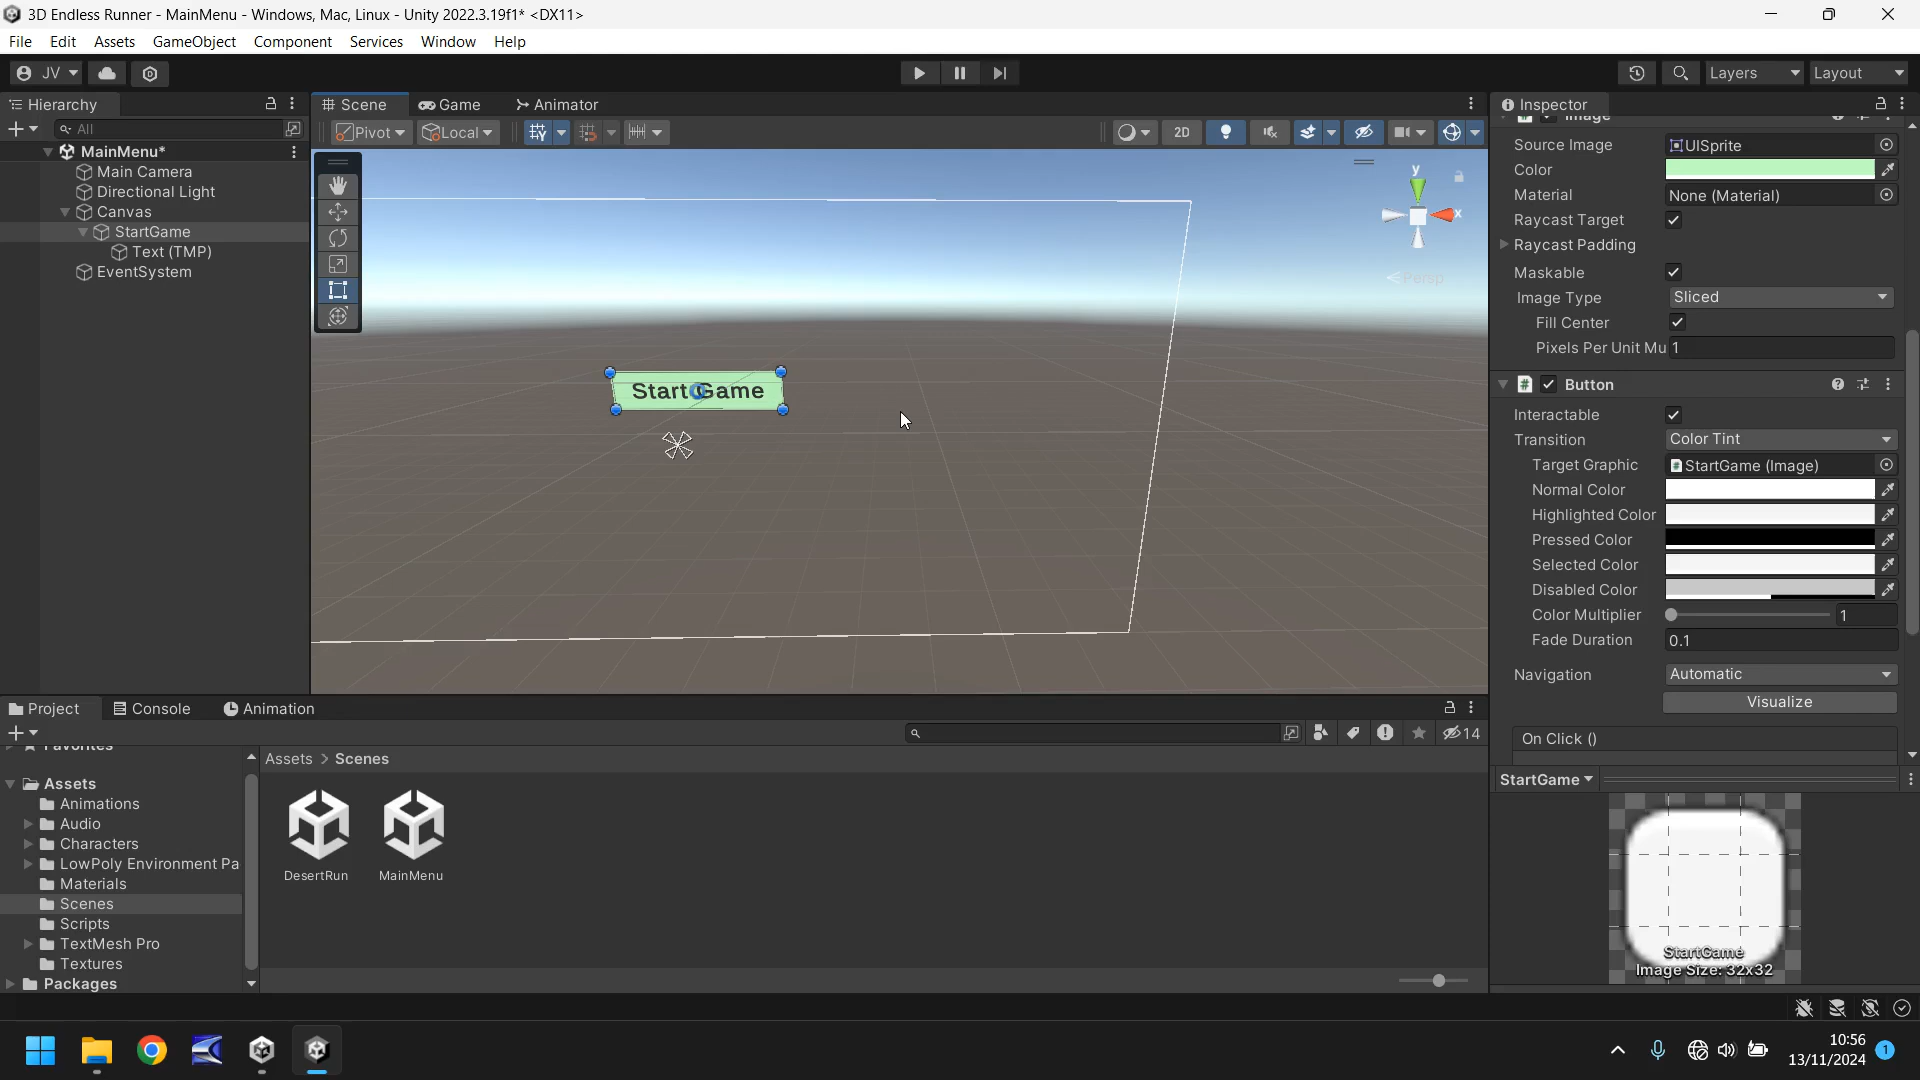 3D Endless Runner - MainMenu - Windows, Mac, Linux - Unity 2022.3.19f1* <DX11>
File Edit Assets GameObject Component Services Window Help
JV Layers Layout
Hierarchy
All
MainMenu*
Main Camera
Directional Light
Canvas
StartGame
Text (TMP)
EventSystem
Scene Game Animator
Pivot Local 2D
y
x
Persp
Start Game
Inspector
Image
Source Image UISprite
Color
Material None (Material)
Raycast Target
Raycast Padding
Maskable
Image Type Sliced
Fill Center
Pixels Per Unit Mu 1
Button
Interactable
Transition Color Tint
Target Graphic StartGame (Image)
Normal Color
Highlighted Color
Pressed Color
Selected Color
Disabled Color
Color Multiplier 1
Fade Duration 0.1
Navigation Automatic
Visualize
On Click ()
StartGame
StartGame
Image Size: 32x32
Project Console Animation
14
Favorites
Assets
Animations
Audio
Characters
LowPoly Environment Pa
Materials
Scenes
Scripts
TextMesh Pro
Textures
Packages
Assets > Scenes
DesertRun MainMenu
10:56
13/11/2024
1